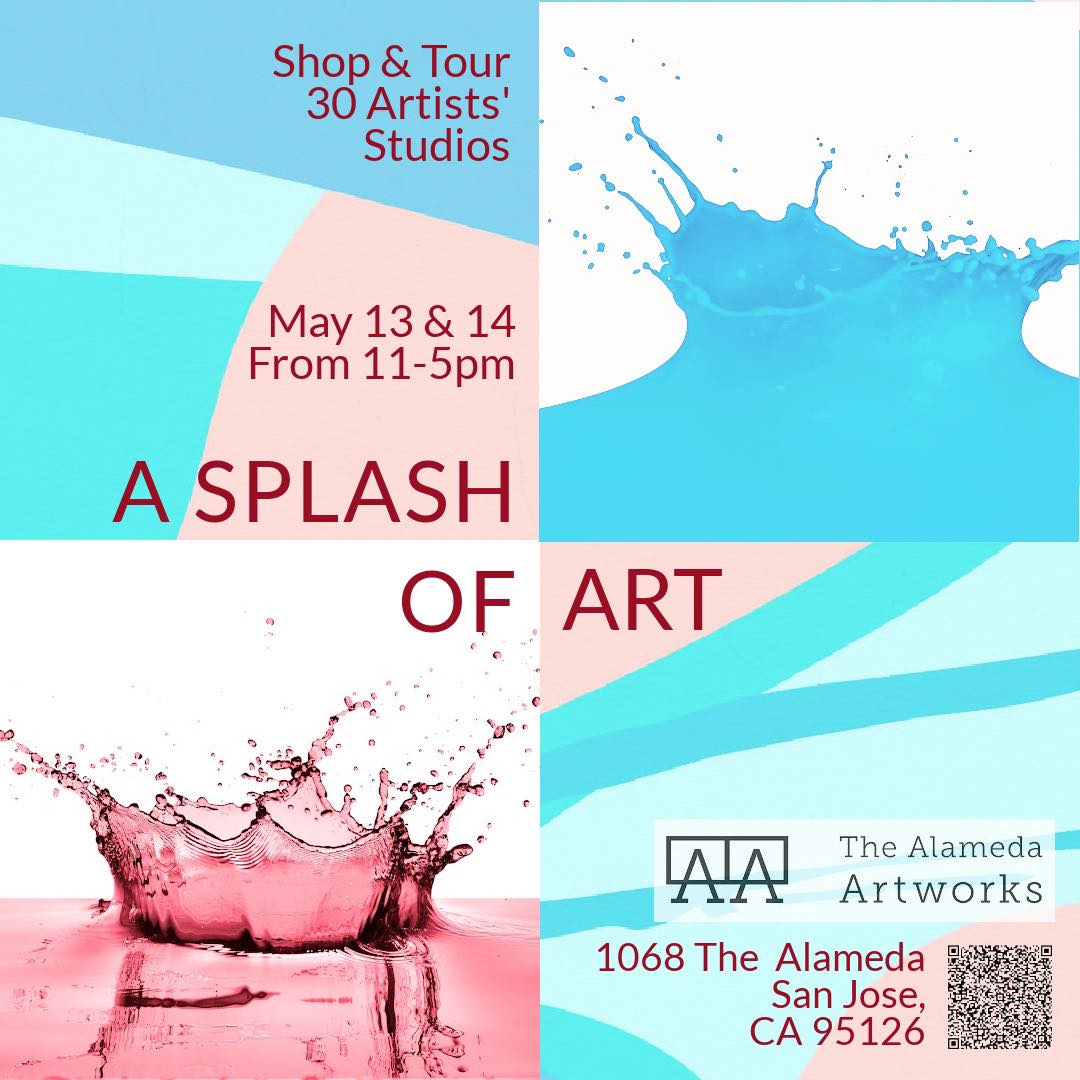 Shop & Tour
30 Artists'
Studios
May 13 & 14
From 11-5pm
A SPLASH
OF ART
AA
The Alameda
Artworks
1068 The Alameda
San Jose,
CA 95126